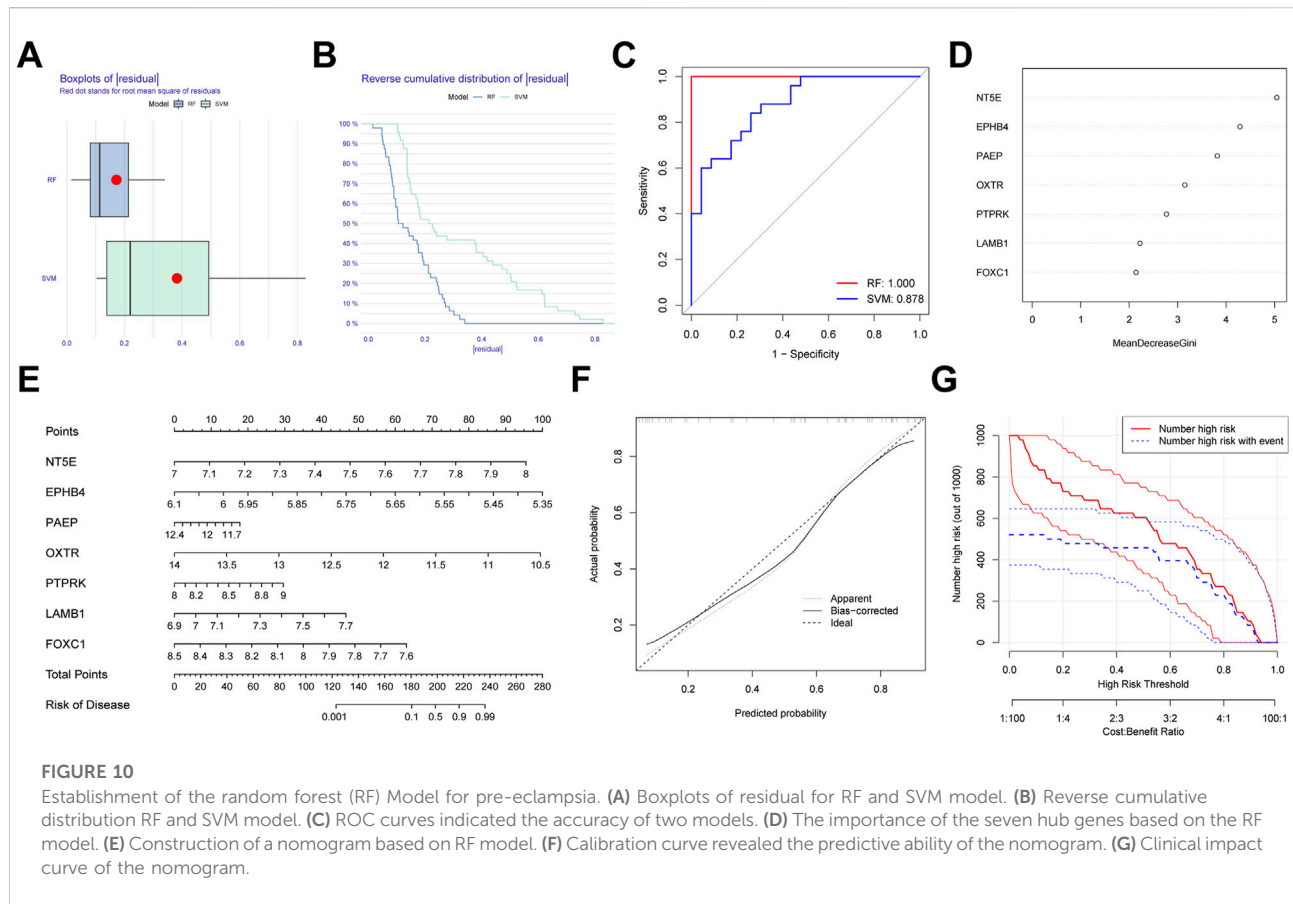 A
Boxplots of |residual|
Red dot stands for root mean square of residuals
Model RF SVM
RF
SVM
0.0 0.2 0.4 0.6 0.8
B
Reverse cumulative distribution of |residual|
Model RF SVM
100 %
90 %
80 %
70 %
60 %
50 %
40 %
30 %
20 %
10 %
0 %
0.0 0.2 0.4 0.6 0.8
|residual|
C
Sensitivity
1.0
0.8
0.6
0.4
0.2
0.0
RF: 1.000
SVM: 0.878
0.0 0.2 0.4 0.6 0.8 1.0
1 − Specificity
D
NT5E
EPHB4
PAEP
OXTR
PTPRK
LAMB1
FOXC1
0 1 2 3 4 5
MeanDecreaseGini
E
0 10 20 30 40 50 60 70 80 90 100
Points
NT5E
7 7.1 7.2 7.3 7.4 7.5 7.6 7.7 7.8 7.9 8
EPHB4
6.1 6 5.95 5.85 5.75 5.65 5.55 5.45 5.35
PAEP
12.4 12 11.7
OXTR
14 13.5 13 12.5 12 11.5 11 10.5
PTPRK
8 8.2 8.5 8.8 9
LAMB1
6.9 7 7.1 7.3 7.5 7.7
FOXC1
8.5 8.4 8.3 8.2 8.1 8 7.9 7.8 7.7 7.6
Total Points
0 20 40 60 80 100 120 140 160 180 200 220 240 260 280
Risk of Disease
0.001 0.1 0.5 0.9 0.99
F
Actual probability
0.8
0.6
0.4
0.2
Apparent
Bias-corrected
Ideal
0.2 0.4 0.6 0.8
Predicted probability
G
Number high risk
Number high risk with event
Number high risk (out of 1000)
1000
800
600
400
200
0
0.0 0.2 0.4 0.6 0.8 1.0
High Risk Threshold
1:100 1:4 2:3 3:2 4:1 100:1
Cost:Benefit Ratio
FIGURE 10
Establishment of the random forest (RF) Model for pre-eclampsia. (A) Boxplots of residual for RF and SVM model. (B) Reverse cumulative
distribution RF and SVM model. (C) ROC curves indicated the accuracy of two models. (D) The importance of the seven hub genes based on the RF
model. (E) Construction of a nomogram based on RF model. (F) Calibration curve revealed the predictive ability of the nomogram. (G) Clinical impact
curve of the nomogram.